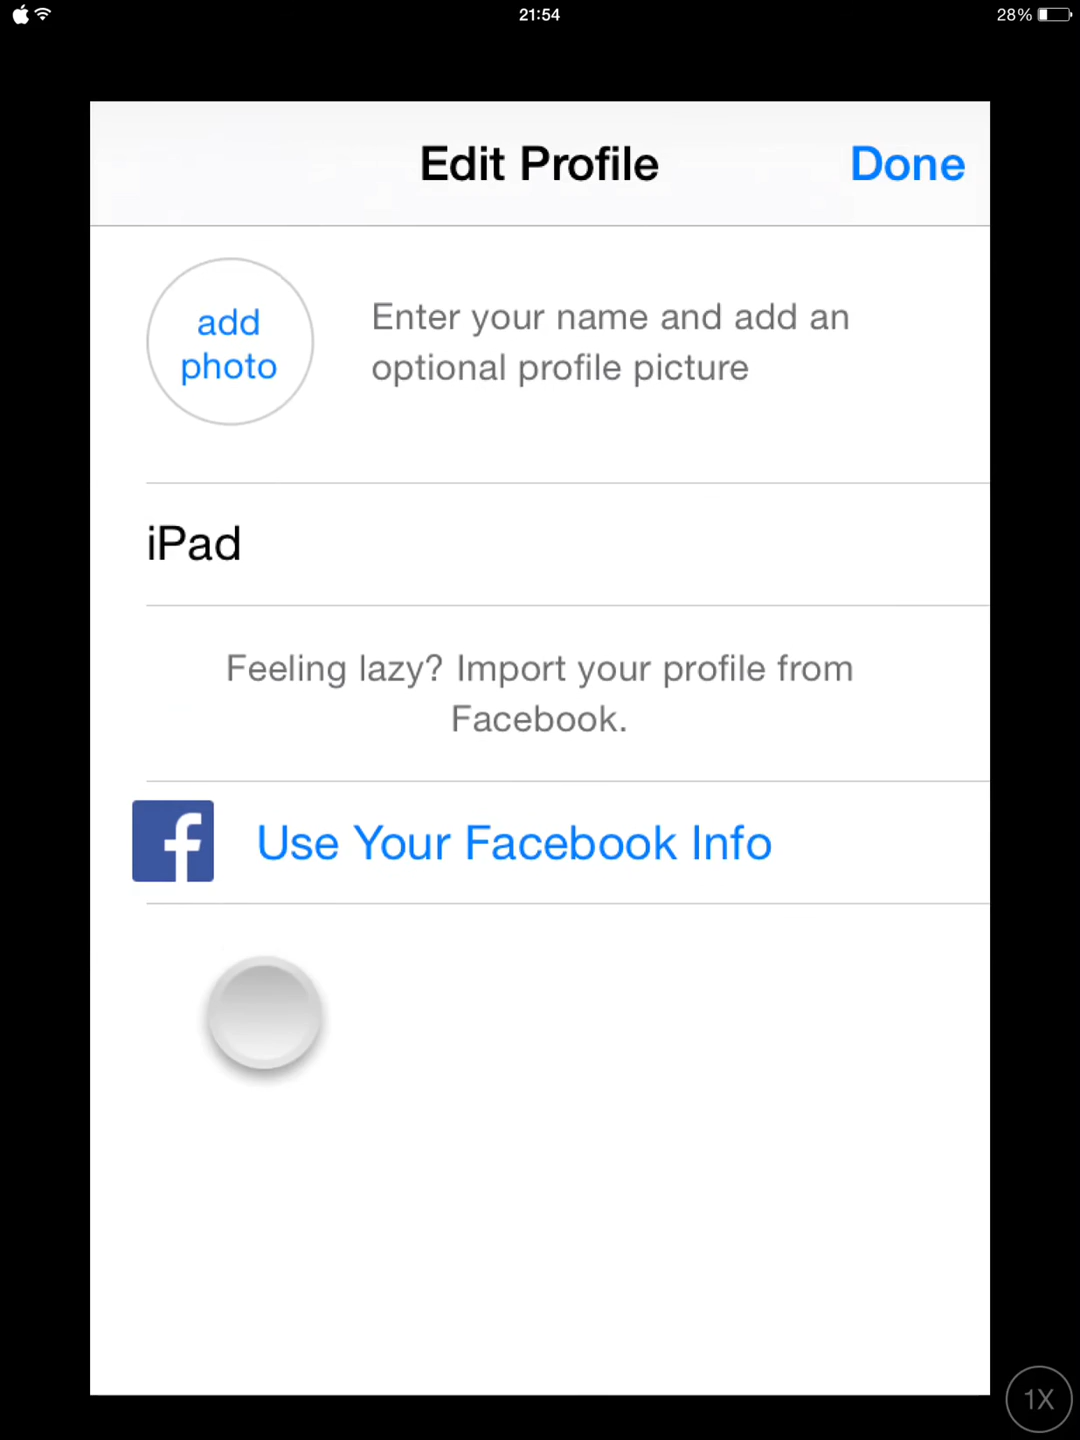 21:54
28%
Edit Profile
Done
add
photo
Enter your name and add an
optional profile picture
iPad
Feeling lazy? Import your profile from
Facebook.
f
Use Your Facebook Info
1X